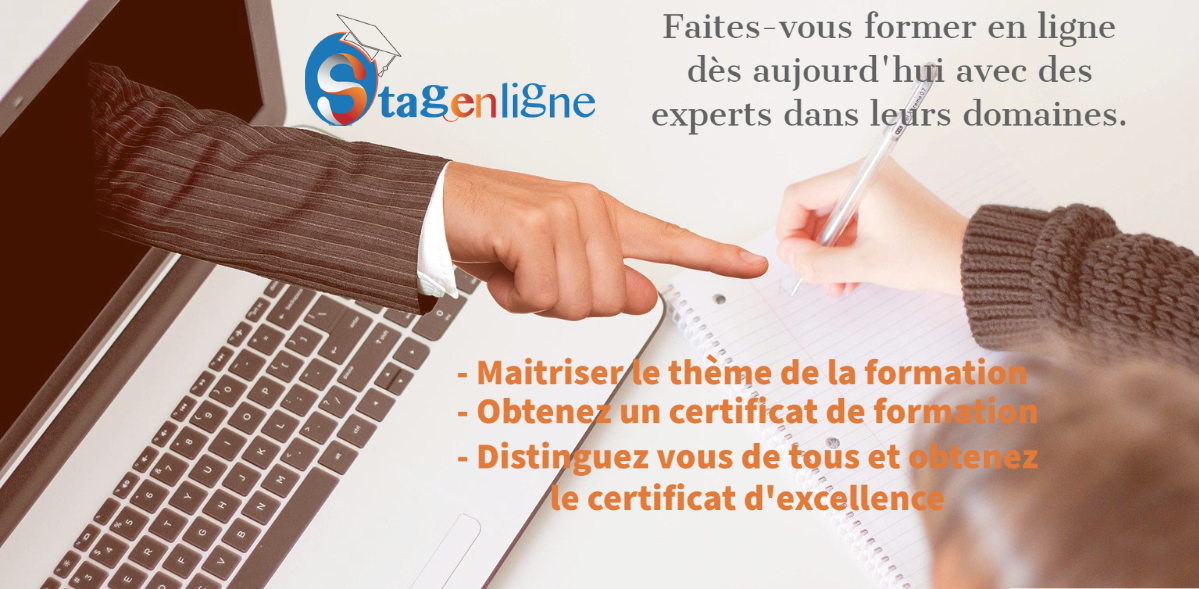 Stagenligne
Faites-vous former en ligne
dès aujourd'hui avec des
experts dans leurs domaines.
- Maitriser le thème de la formation
- Obtenez un certificat de formation
- Distinguez vous de tous et obtenez
le certificat d'excellence